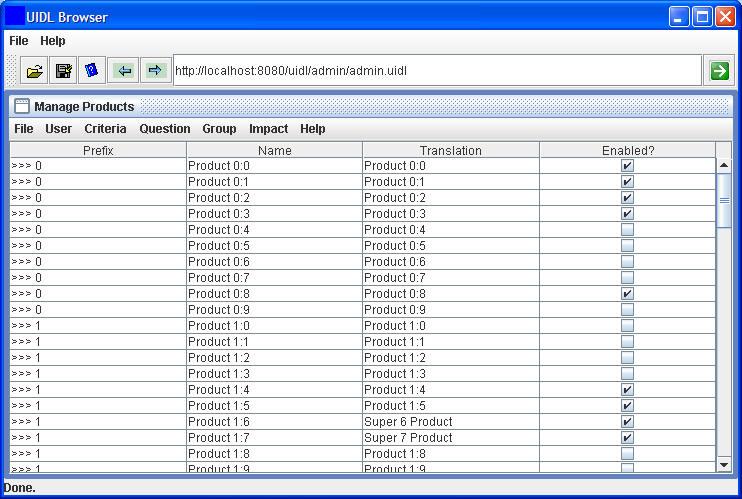 UIDL Browser
File Help
http://localhost:8080/uidl/admin/admin.uidl
Manage Products
File User Criteria Question Group Impact Help
Prefix Name Translation Enabled?
>>> 0 Product 0:0 Product 0:0
>>> 0 Product 0:1 Product 0:1
>>> 0 Product 0:2 Product 0:2
>>> 0 Product 0:3 Product 0:3
>>> 0 Product 0:4 Product 0:4
>>> 0 Product 0:5 Product 0:5
>>> 0 Product 0:6 Product 0:6
>>> 0 Product 0:7 Product 0:7
>>> 0 Product 0:8 Product 0:8
>>> 0 Product 0:9 Product 0:9
>>> 1 Product 1:0 Product 1:0
>>> 1 Product 1:1 Product 1:1
>>> 1 Product 1:2 Product 1:2
>>> 1 Product 1:3 Product 1:3
>>> 1 Product 1:4 Product 1:4
>>> 1 Product 1:5 Product 1:5
>>> 1 Product 1:6 Super 6 Product
>>> 1 Product 1:7 Super 7 Product
>>> 1 Product 1:8 Product 1:8
>>> 1 Product 1:9 Product 1:9
Done.